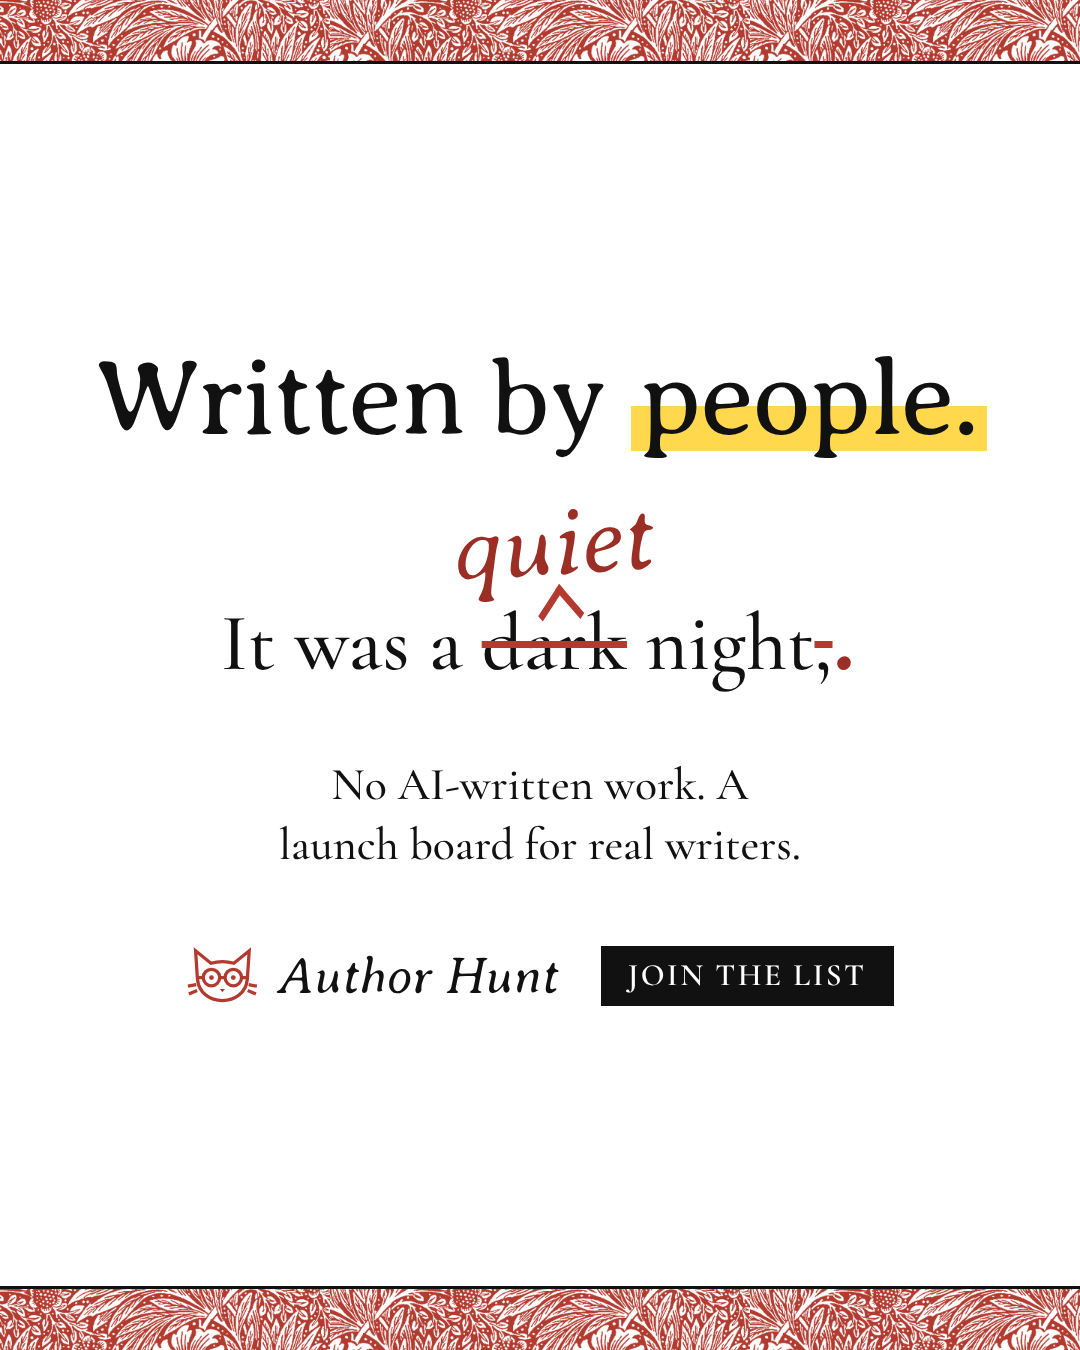 Written by people.
quiet
It was a dark night,.
No AI-written work. A
launch board for real writers.
Author Hunt
JOIN THE LIST